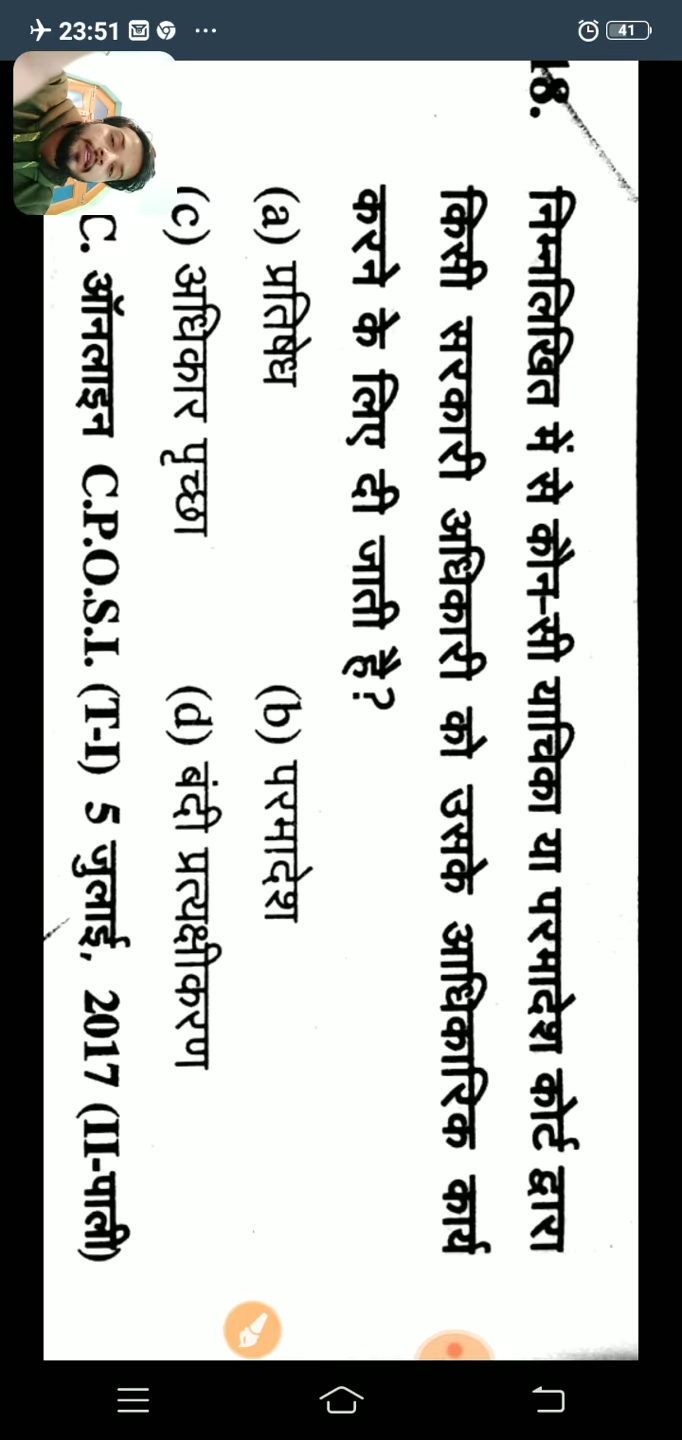 23:51
41
18.
निम्नलिखित में से कौन-सी याचिका या परमादेश कोर्ट द्वारा
किसी सरकारी अधिकारी को उसके आधिकारिक कार्य
करने के लिए दी जाती है?
(a) प्रतिषेध (b) परमादेश
(c) अधिकार पृच्छा (d) बंदी प्रत्यक्षीकरण
C. ऑनलाइन C.P.O.S.I. (T-I) 5 जुलाई, 2017 (II-पाली)